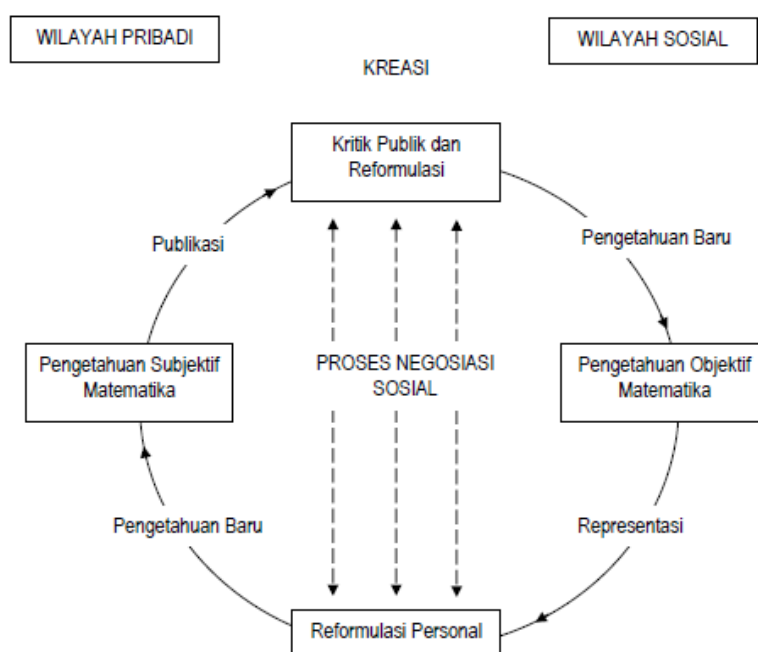 WILAYAH PRIBADI
WILAYAH SOSIAL
KREASI
Kritik Publik dan
Reformulasi
Publikasi
Pengetahuan Baru
Pengetahuan Subjektif
Matematika
PROSES NEGOSIASI
SOSIAL
Pengetahuan Objektif
Matematika
Pengetahuan Baru
Representasi
Reformulasi Personal